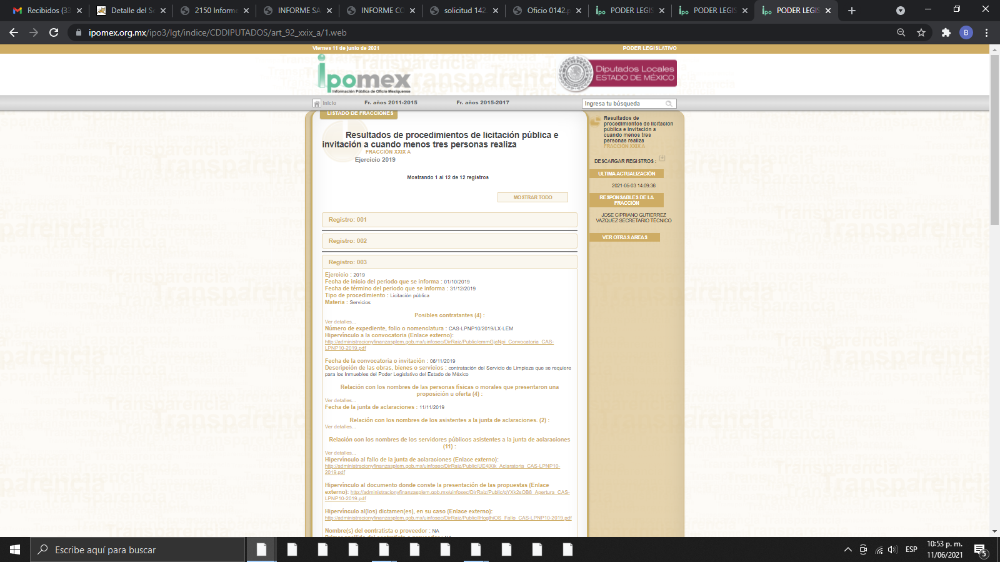 Recibidos (33
Detalle del Se
2150 Informe
INFORME SA
INFORME CO
solicitud 142
Oficio 0142.p
PODER LEGIS
PODER LEGIS
PODER LEGIS
ipomex.org.mx/ipo3/lgt/indice/CDDIPUTADOS/art_92_xxix_a/1.web
B
Viernes 11 de junio de 2021
PODER LEGISLATIVO
ipomex
Información Pública de Oficio Mexiquense
Diputados Locales
ESTADO DE MÉXICO
Transparencia
Inicio
Fr. años 2011-2015
Fr. años 2015-2017
Ingresa tu búsqueda
LISTADO DE FRACCIONES
Resultados de procedimientos de licitación pública e
invitación a cuando menos tres personas realiza
FRACCIÓN XXIX A
Ejercicio 2019
Mostrando 1 al 12 de 12 registros
MOSTRAR TODO
Registro: 001
Registro: 002
Registro: 003
Ejercicio : 2019
Fecha de inicio del periodo que se informa : 01/10/2019
Fecha de término del periodo que se informa : 31/12/2019
Tipo de procedimiento : Licitación pública
Materia : Servicios
Posibles contratantes (4) :
Ver detalles...
Número de expediente, folio o nomenclatura : CAS-LPNP10/2019/LX-LEM
Hipervínculo a la convocatoria (Enlace externo):
http://administracionyfinanzasplem.gob.mx/uinfosec/DirRaiz/Public/emmGjaNpi_Convocatoria_CAS-
LPNP10-2019.pdf
Fecha de la convocatoria o invitación : 06/11/2019
Descripción de las obras, bienes o servicios : contratación del Servicio de Limpieza que se requiere
para los Inmuebles del Poder Legislativo del Estado de México
Relación con los nombres de las personas físicas o morales que presentaron una
proposición u oferta (4) :
Ver detalles...
Fecha de la junta de aclaraciones : 11/11/2019
Relación con los nombres de los asistentes a la junta de aclaraciones. (2) :
Ver detalles...
Relación con los nombres de los servidores públicos asistentes a la junta de aclaraciones
(11) :
Ver detalles...
Hipervínculo al fallo de la junta de aclaraciones (Enlace externo):
http://administracionyfinanzasplem.gob.mx/uinfosec/DirRaiz/Public/UE4jXik_Aclaratoria_CAS-LPNP10-
2019.pdf
Hipervínculo al documento donde conste la presentación de las propuestas (Enlace
externo): http://administracionyfinanzasplem.gob.mx/uinfosec/DirRaiz/Public/gYXk2sOB8_Apertura_CAS-
LPNP10-2019.pdf
Hipervínculo al(los) dictamen(es), en su caso (Enlace externo):
http://administracionyfinanzasplem.gob.mx/uinfosec/DirRaiz/Public/IHoglhiOS_Fallo_CAS-LPNP10-2019.pdf
Nombre(s) del contratista o proveedor : NA
Resultados de
procedimientos de licitación
pública e invitación a
cuando menos tres
personas realiza
FRACCIÓN XXIX A
DESCARGAR REGISTROS :
ULTIMA ACTUALIZACIÓN
2021-05-03 14:09:36
RESPONSABLES DE LA
FRACCIÓN
JOSE CIPRIANO GUTIERREZ
VAZQUEZ SECRETARIO TÉCNICO
VER OTRAS AREAS
Escribe aquí para buscar
ESP
10:53 p. m.
11/06/2021
5